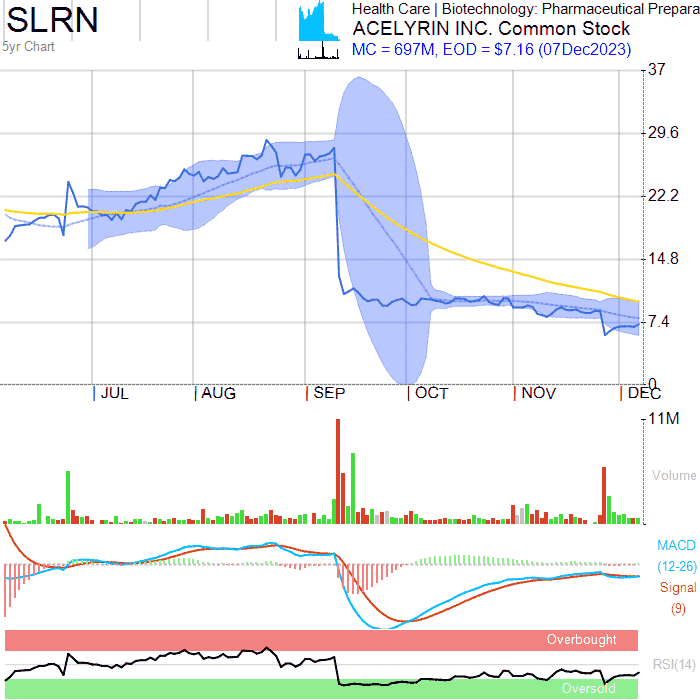 SLRN
5yr Chart
Health Care | Biotechnology: Pharmaceutical Prepara
ACELYRIN INC. Common Stock
MC = 697M, EOD = $7.16 (07Dec2023)
37
29.6
22.2
14.8
7.4
0
JUL AUG SEP OCT NOV DEC
11M
Volume
MACD
(12-26)
Signal
(9)
Overbought
RSI(14)
Oversold